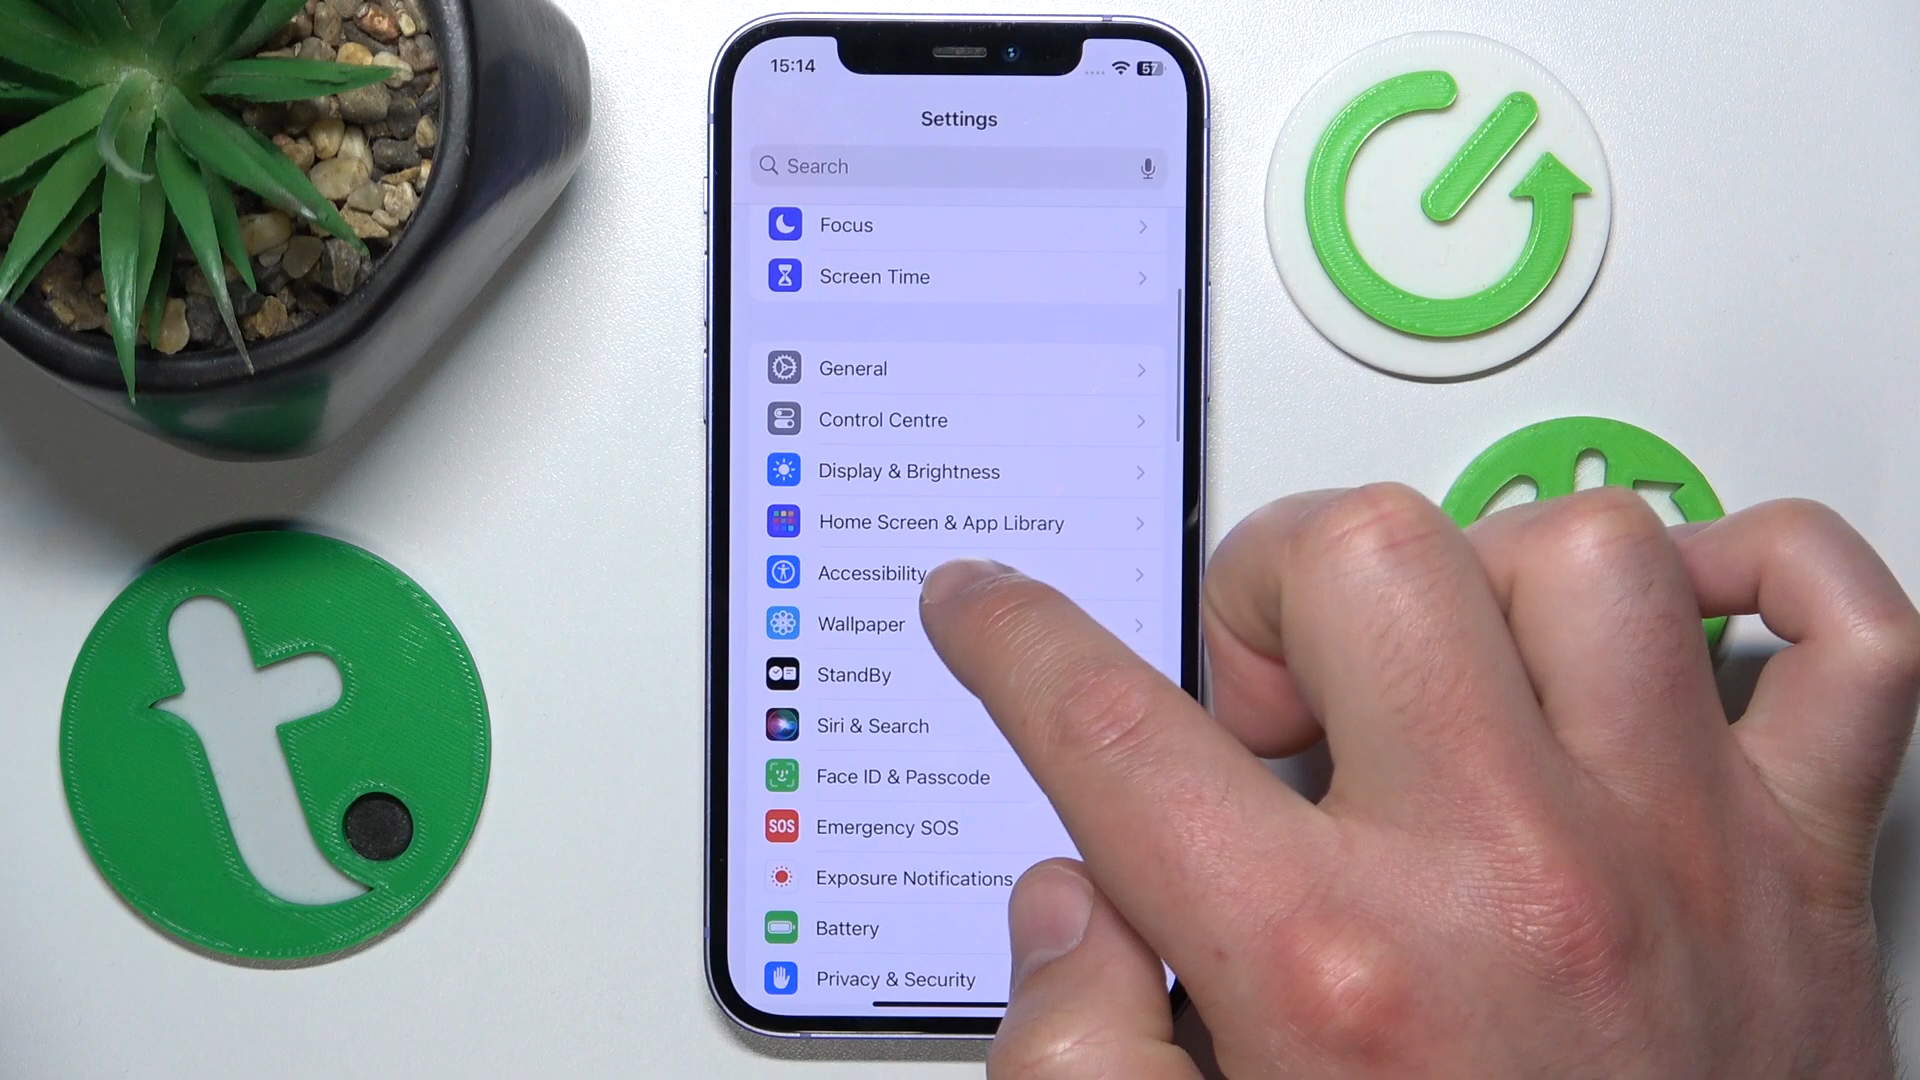 15:14
57
Settings
Search
Focus
Screen Time
General
Control Centre
Display & Brightness
Home Screen & App Library
Accessibility
Wallpaper
StandBy
Siri & Search
Face ID & Passcode
SOS
Emergency SOS
Exposure Notifications
Battery
Privacy & Security